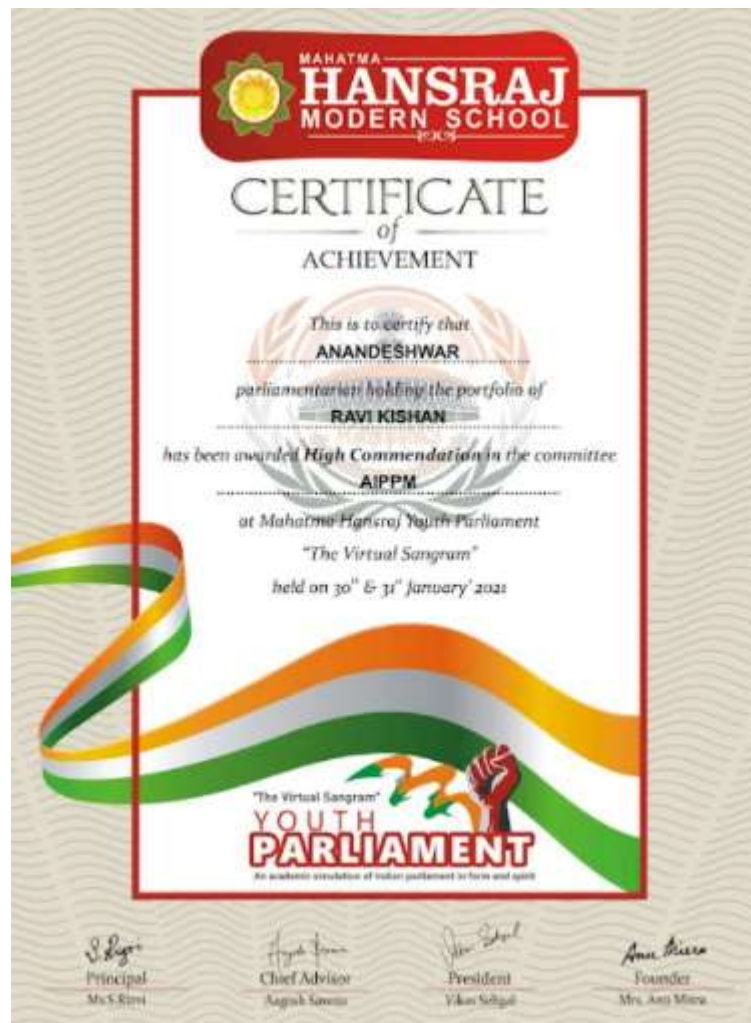 MAHATMA
HANSRAJ
MODERN SCHOOL
CERTIFICATE
of
ACHIEVEMENT
This is to certify that
ANANDESHWAR
parliamentarian holding the portfolio of
RAVI KISHAN
has been awarded High Commendation in the committee
AIPPM
at Mahatma Hansraj Youth Parliament
"The Virtual Sangram"
held on 30th & 31st January' 2021
"The Virtual Sangram"
YOUTH
PARLIAMENT
An academic simulation of Indian parliament in form and spirit
Principal Chief Advisor President Founder
Vikas Sehgal